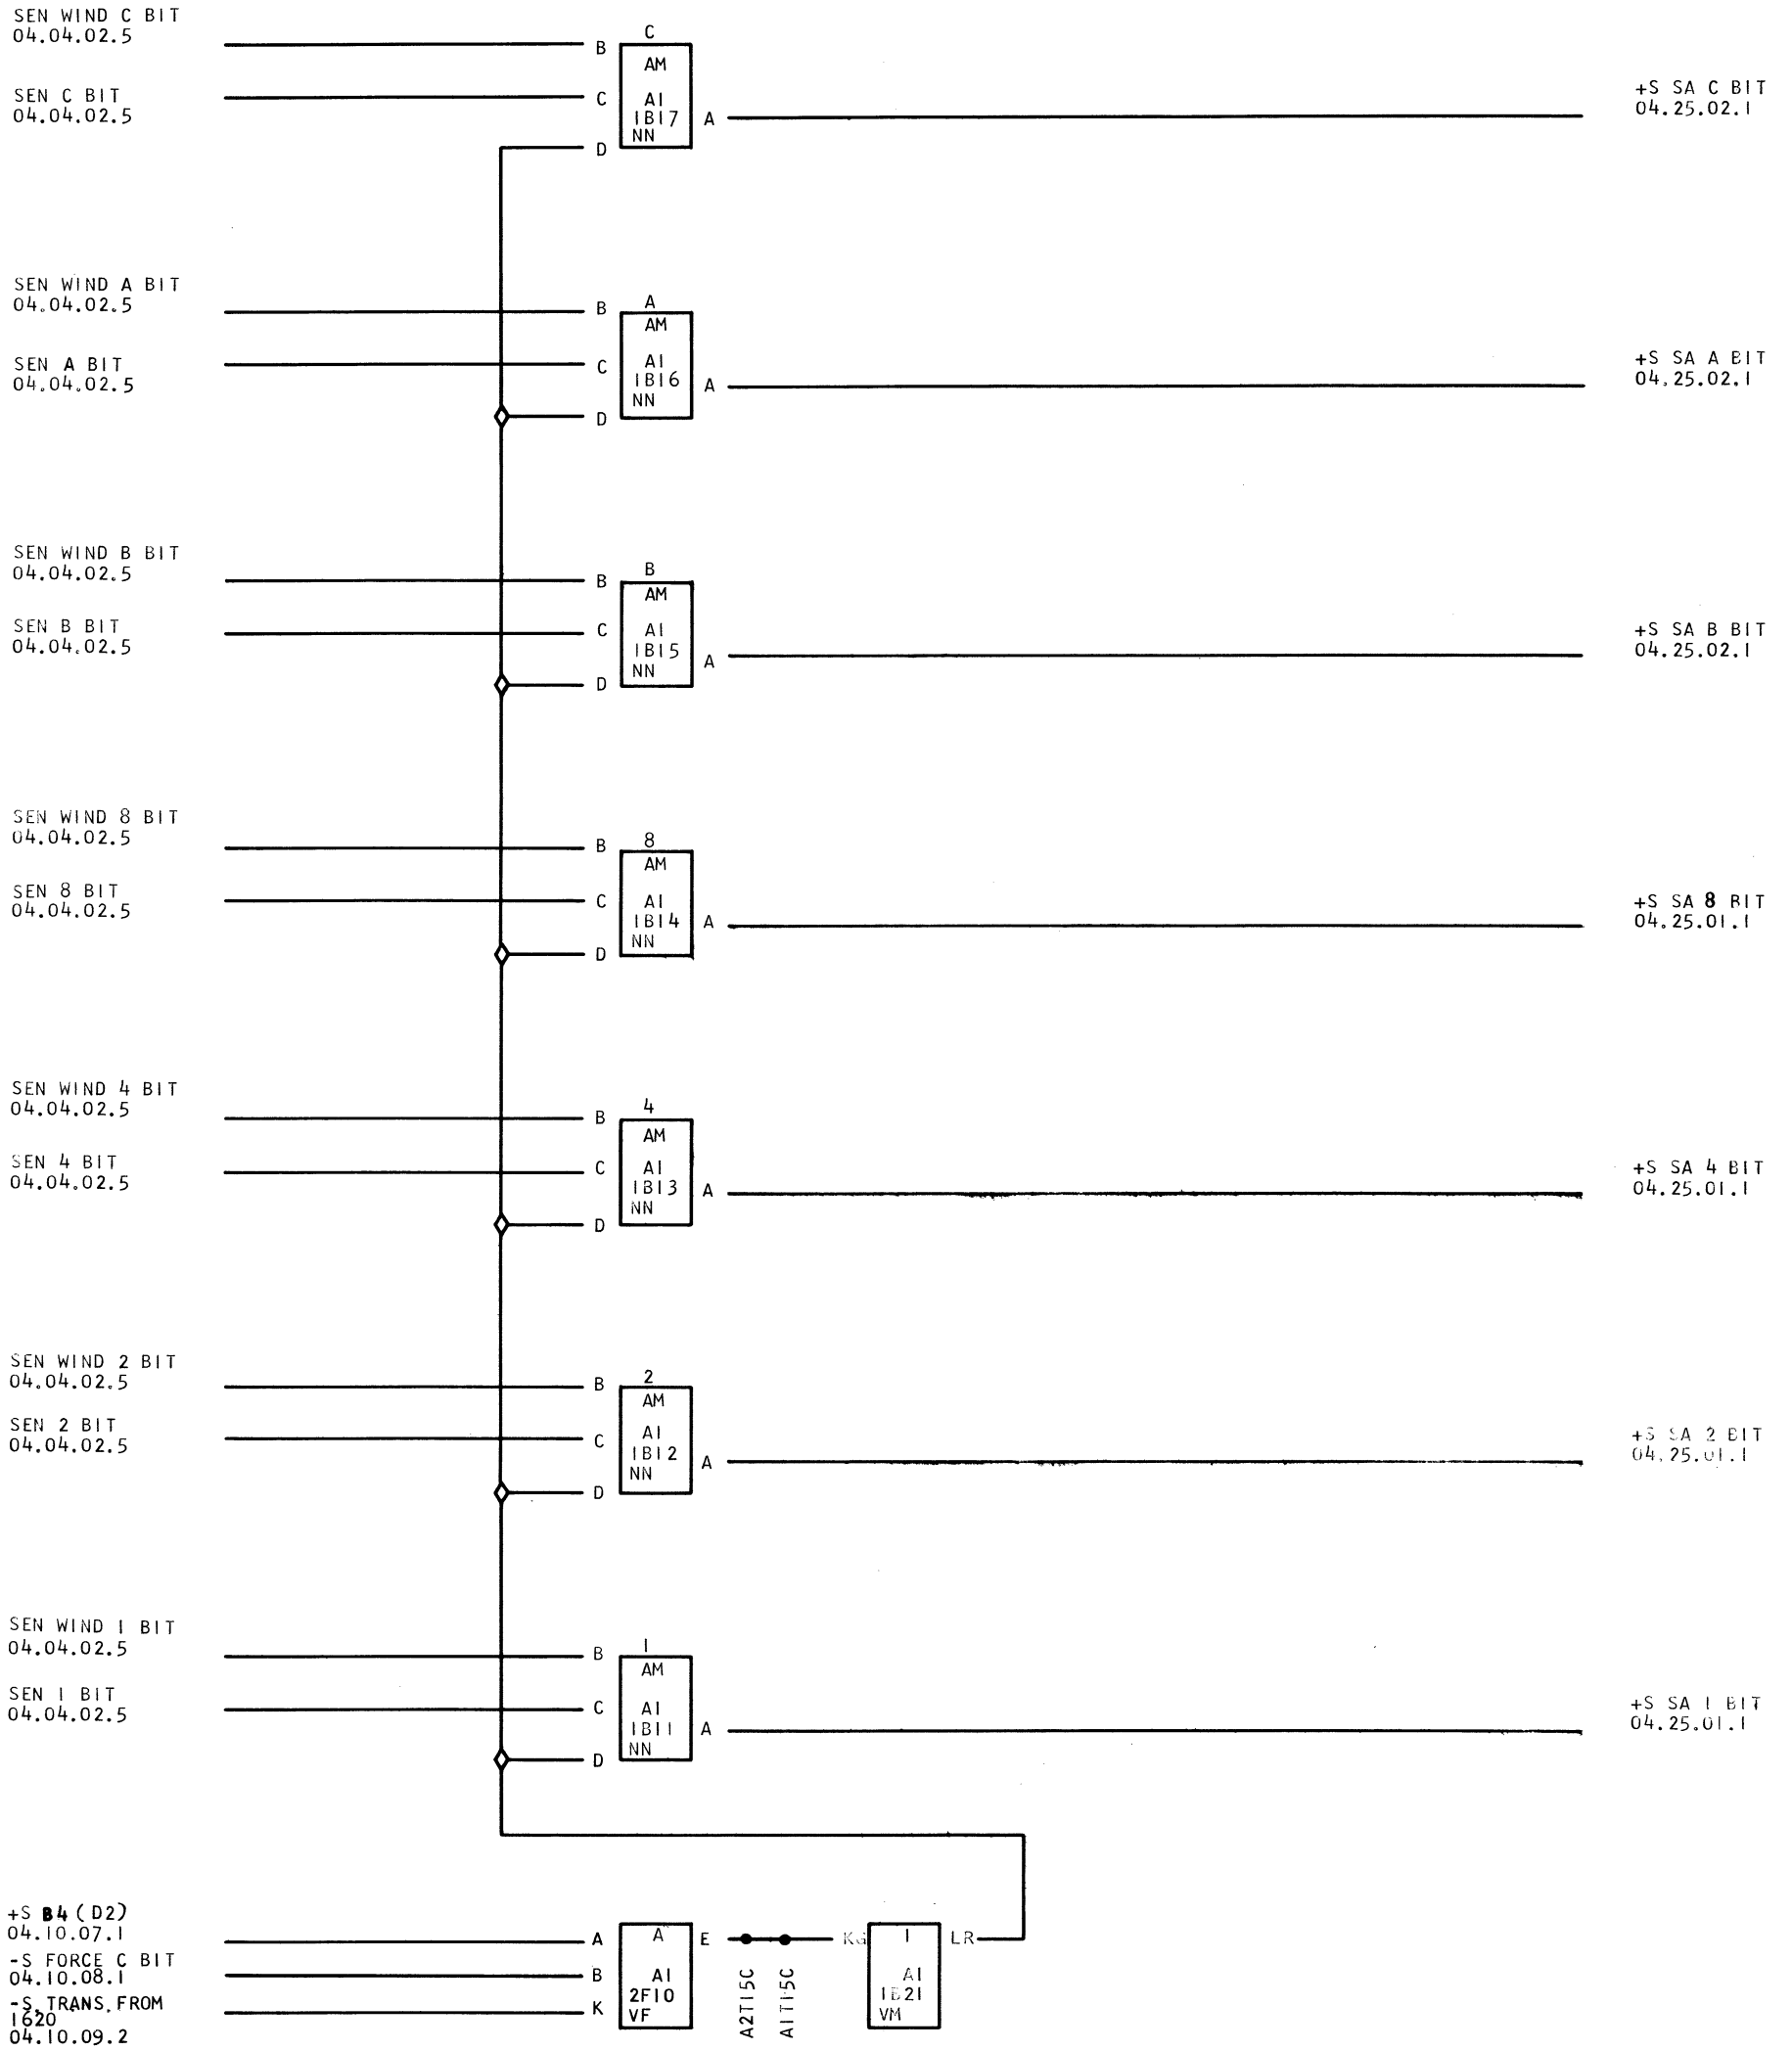 SEN WIND C BIT
04.04.02.5
SEN C BIT
04.04.02.5
B
C
D
C
AM
A1
1B17
NN
A
+S SA C BIT
04.25.02.1
SEN WIND A BIT
04.04.02.5
SEN A BIT
04.04.02.5
B
C
D
A
AM
A1
1B16
NN
A
+S SA A BIT
04.25.02.1
SEN WIND B BIT
04.04.02.5
SEN B BIT
04.04.02.5
B
C
D
B
AM
A1
1B15
NN
A
+S SA B BIT
04.25.02.1
SEN WIND 8 BIT
04.04.02.5
SEN 8 BIT
04.04.02.5
B
C
D
8
AM
A1
1B14
NN
A
+S SA 8 BIT
04.25.01.1
SEN WIND 4 BIT
04.04.02.5
SEN 4 BIT
04.04.02.5
B
C
D
4
AM
A1
1B13
NN
A
+S SA 4 BIT
04.25.01.1
SEN WIND 2 BIT
04.04.02.5
SEN 2 BIT
04.04.02.5
B
C
D
2
AM
A1
1B12
NN
A
+S SA 2 BIT
04.25.01.1
SEN WIND 1 BIT
04.04.02.5
SEN 1 BIT
04.04.02.5
B
C
D
1
AM
A1
1B11
NN
A
+S SA 1 BIT
04.25.01.1
+S B4 (D2)
04.10.07.1
-S FORCE C BIT
04.10.08.1
-S TRANS. FROM
1620
04.10.09.2
A
B
K
A
A1
2F10
VF
E
A2T15C
A1T15C
KG
I
A1
1B21
VM
LR